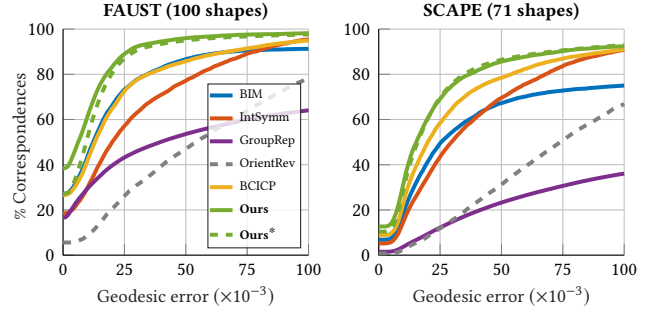 FAUST (100 shapes)
SCAPE (71 shapes)
% Correspondences
100
80
60
40
20
0
BIM
IntSymm
GroupRep
OrientRev
BCICP
Ours
Ours*
0 25 50 75 100
Geodesic error (×10⁻³)
100
80
60
40
20
0
0 25 50 75 100
Geodesic error (×10⁻³)